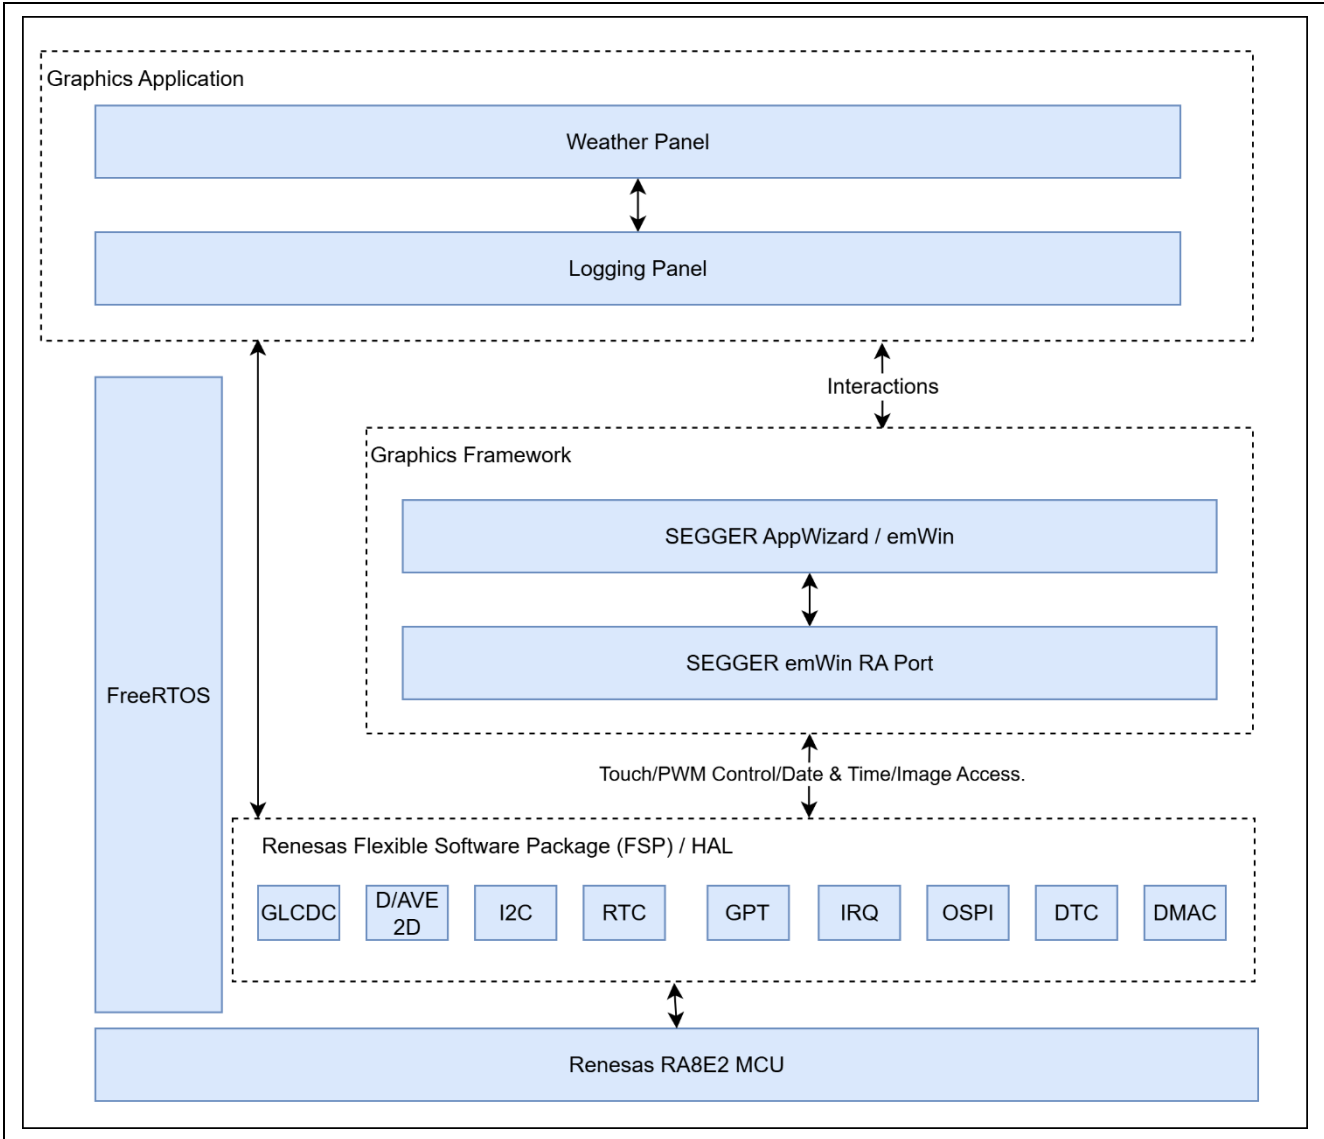 Graphics Application
Weather Panel
Logging Panel
Interactions
Graphics Framework
SEGGER AppWizard / emWin
SEGGER emWin RA Port
FreeRTOS
Touch/PWM Control/Date & Time/Image Access.
Renesas Flexible Software Package (FSP) / HAL
GLCDC
D/AVE
2D
I2C
RTC
GPT
IRQ
OSPI
DTC
DMAC
Renesas RA8E2 MCU